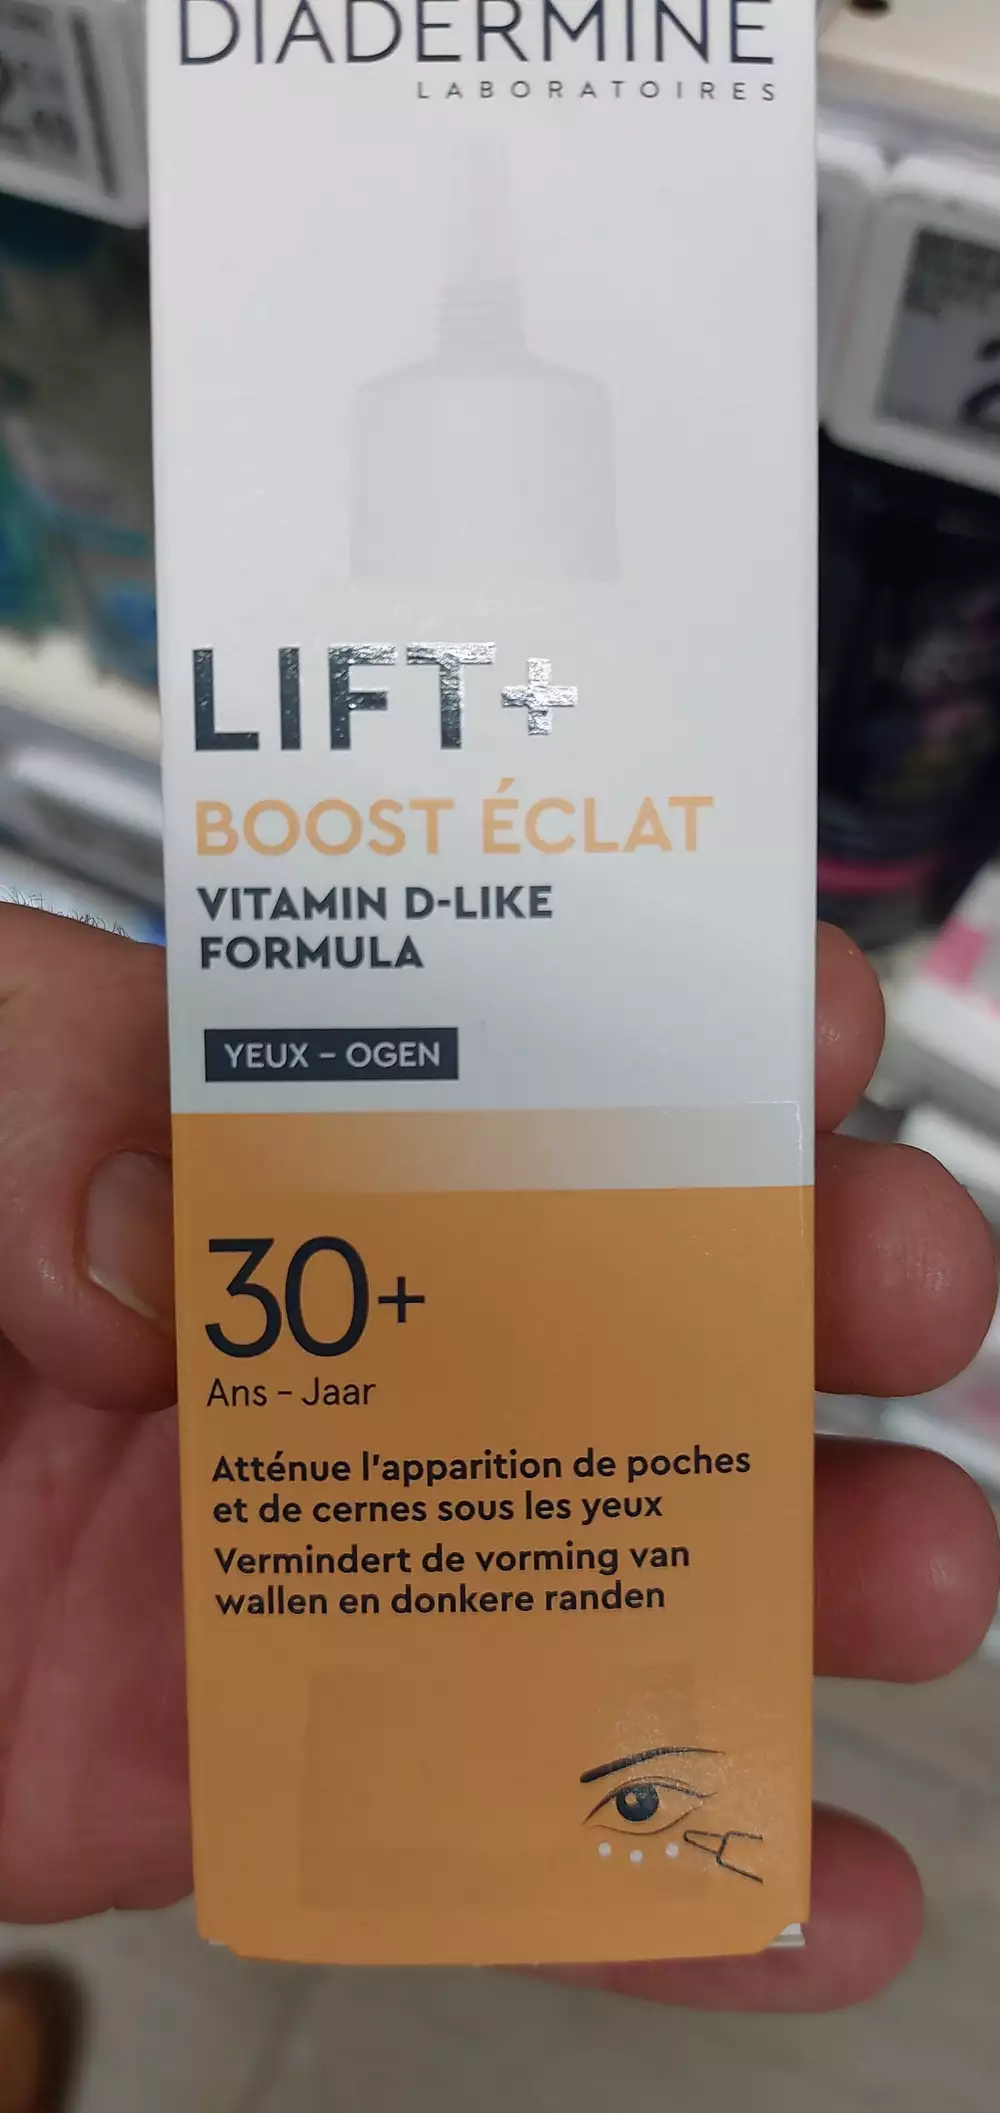 DIADERMINE
LABORATOIRES
LIFT+
BOOST ÉCLAT
VITAMIN D-LIKE
FORMULA
YEUX – OGEN
30+
Ans - Jaar
Atténue l'apparition de poches
et de cernes sous les yeux
Vermindert de vorming van
wallen en donkere randen